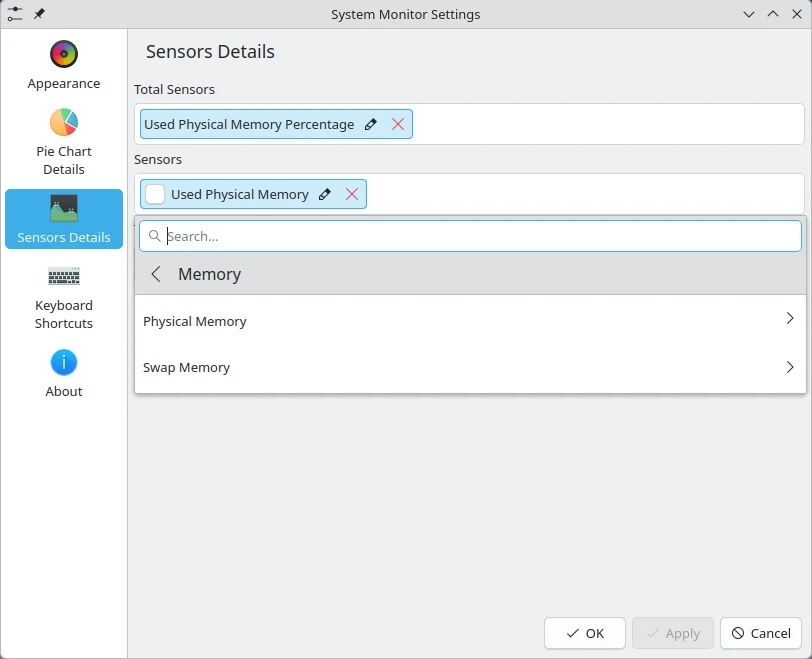 System Monitor Settings
Appearance
Pie Chart
Details
Sensors Details
Keyboard
Shortcuts
About
Sensors Details
Total Sensors
Used Physical Memory Percentage
Sensors
Used Physical Memory
Search...
Memory
Physical Memory
Swap Memory
OK
Apply
Cancel